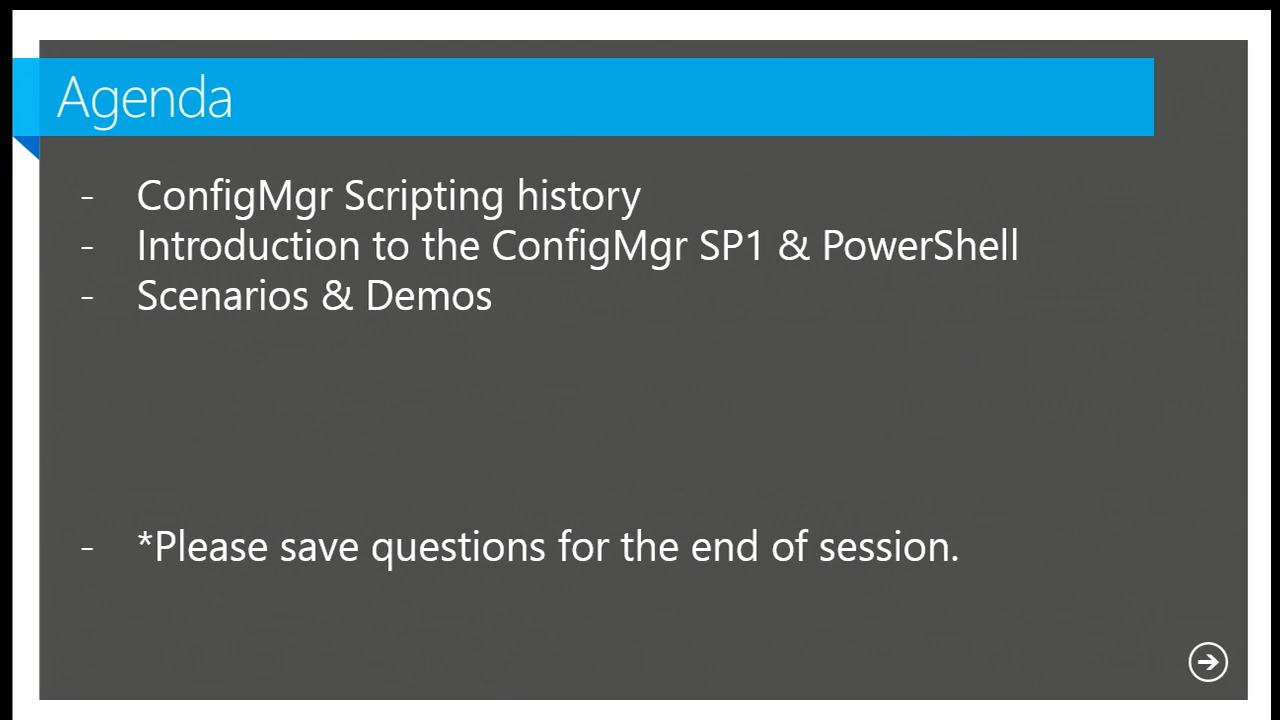 Agenda
- ConfigMgr Scripting history
- Introduction to the ConfigMgr SP1 & PowerShell
- Scenarios & Demos
- *Please save questions for the end of session.